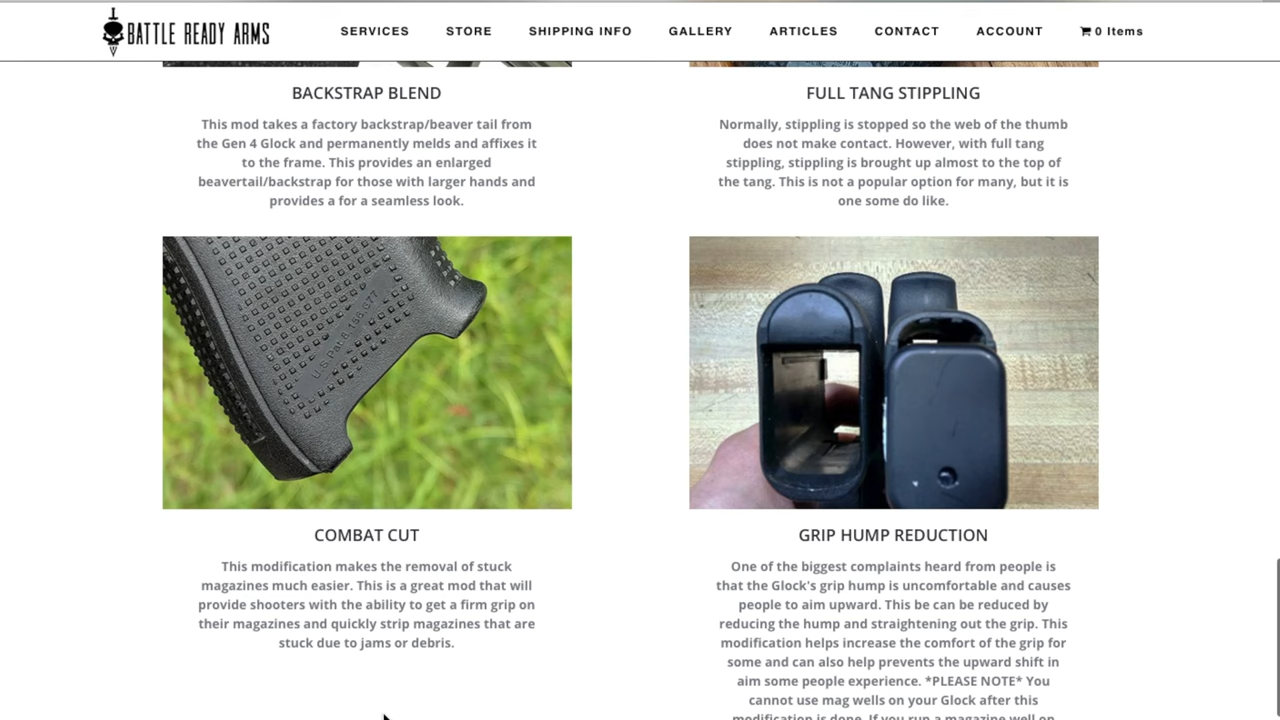 BATTLE READY ARMS
SERVICES
STORE
SHIPPING INFO
GALLERY
ARTICLES
CONTACT
ACCOUNT
0 Items
BACKSTRAP BLEND
This mod takes a factory backstrap/beaver tail from
the Gen 4 Glock and permanently melds and affixes it
to the frame. This provides an enlarged
beavertail/backstrap for those with larger hands and
provides a for a seamless look.
FULL TANG STIPPLING
Normally, stippling is stopped so the web of the thumb
does not make contact. However, with full tang
stippling, stippling is brought up almost to the top of
the tang. This is not a popular option for many, but it is
one some do like.
COMBAT CUT
This modification makes the removal of stuck
magazines much easier. This is a great mod that will
provide shooters with the ability to get a firm grip on
their magazines and quickly strip magazines that are
stuck due to jams or debris.
GRIP HUMP REDUCTION
One of the biggest complaints heard from people is
that the Glock's grip hump is uncomfortable and causes
people to aim upward. This be can be reduced by
reducing the hump and straightening out the grip. This
modification helps increase the comfort of the grip for
some and can also help prevents the upward shift in
aim some people experience. *PLEASE NOTE* You
cannot use mag wells on your Glock after this
modification is done. If you run a magazine well on